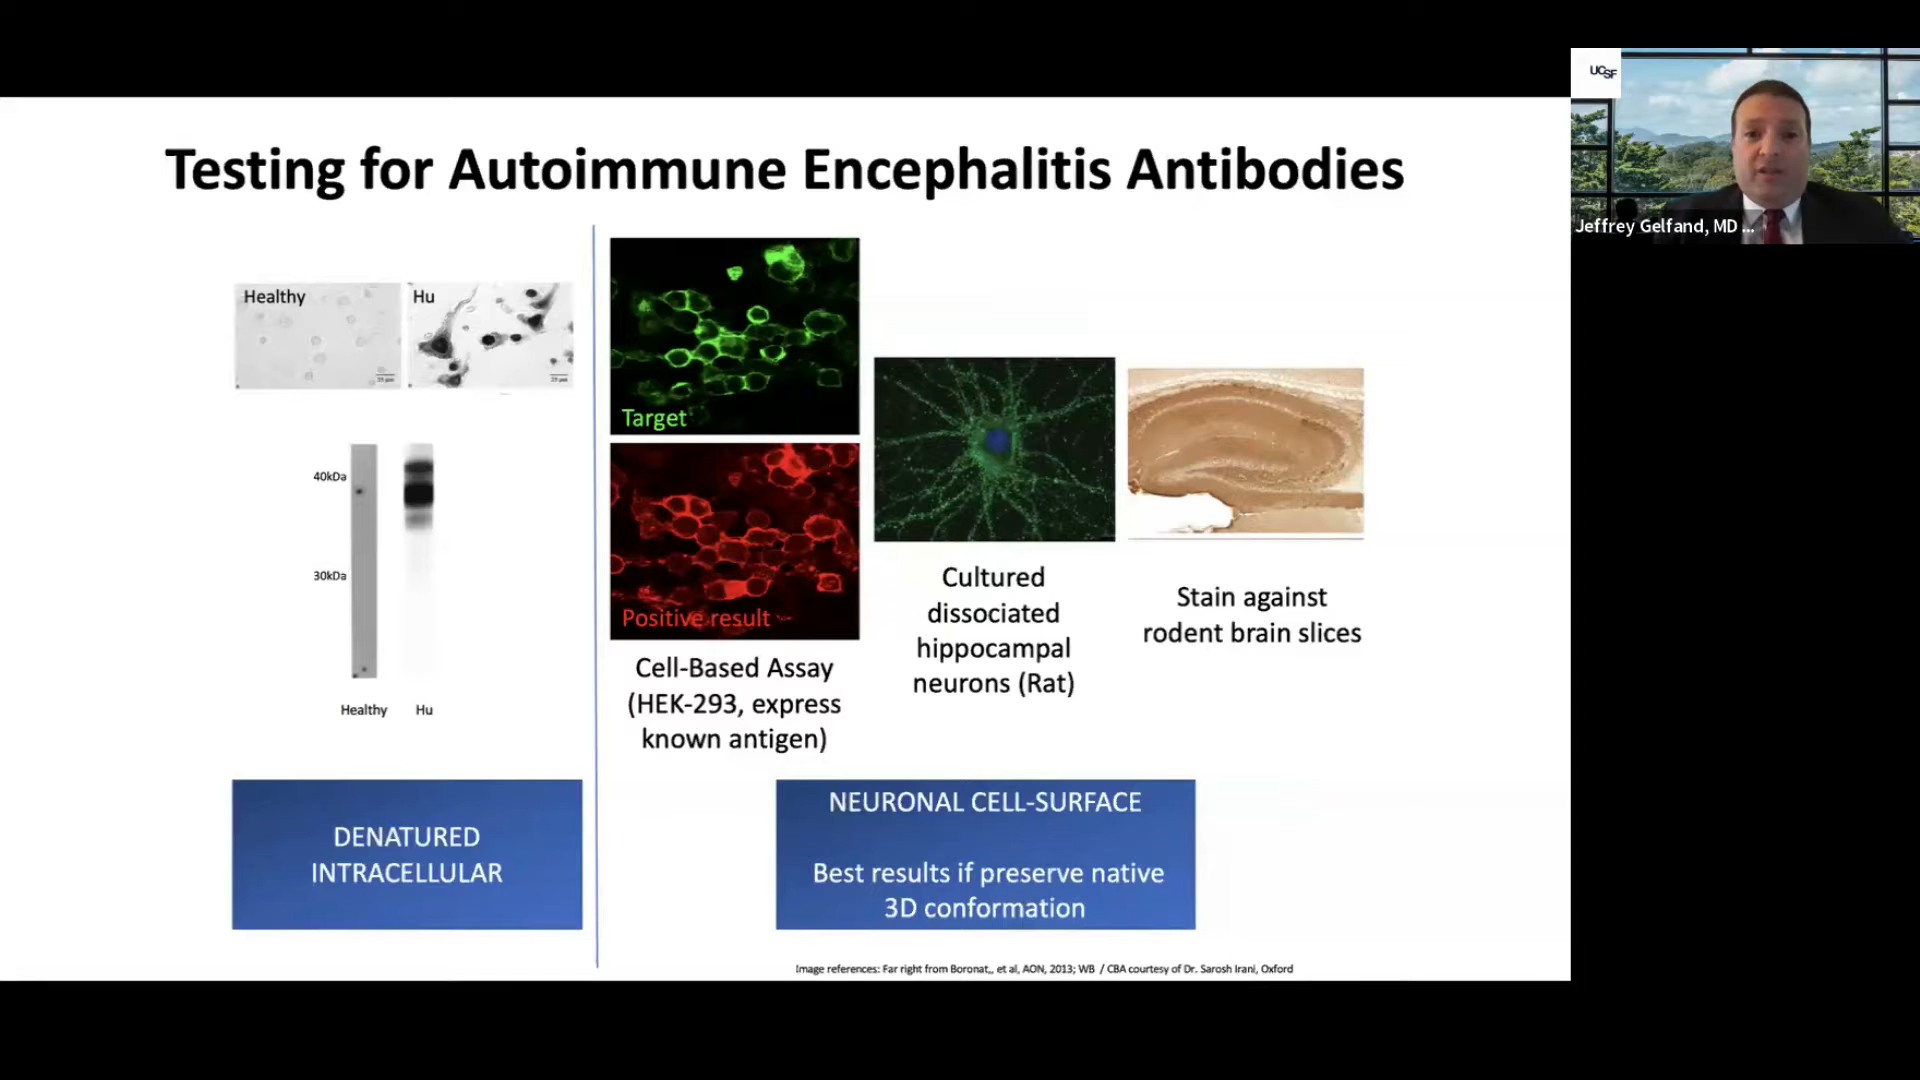 Testing for Autoimmune Encephalitis Antibodies
Healthy
Hu
25 µm
40kDa
30kDa
Healthy
Hu
DENATURED
INTRACELLULAR
Target
Positive result
Cell-Based Assay
(HEK-293, express
known antigen)
Cultured
dissociated
hippocampal
neurons (Rat)
Stain against
rodent brain slices
NEURONAL CELL-SURFACE
Best results if preserve native
3D conformation
Image references: Far right from Boronat,, et al, AON, 2013; WB / CBA courtesy of Dr. Sarosh Irani, Oxford
UCSF
Jeffrey Gelfand, MD ...